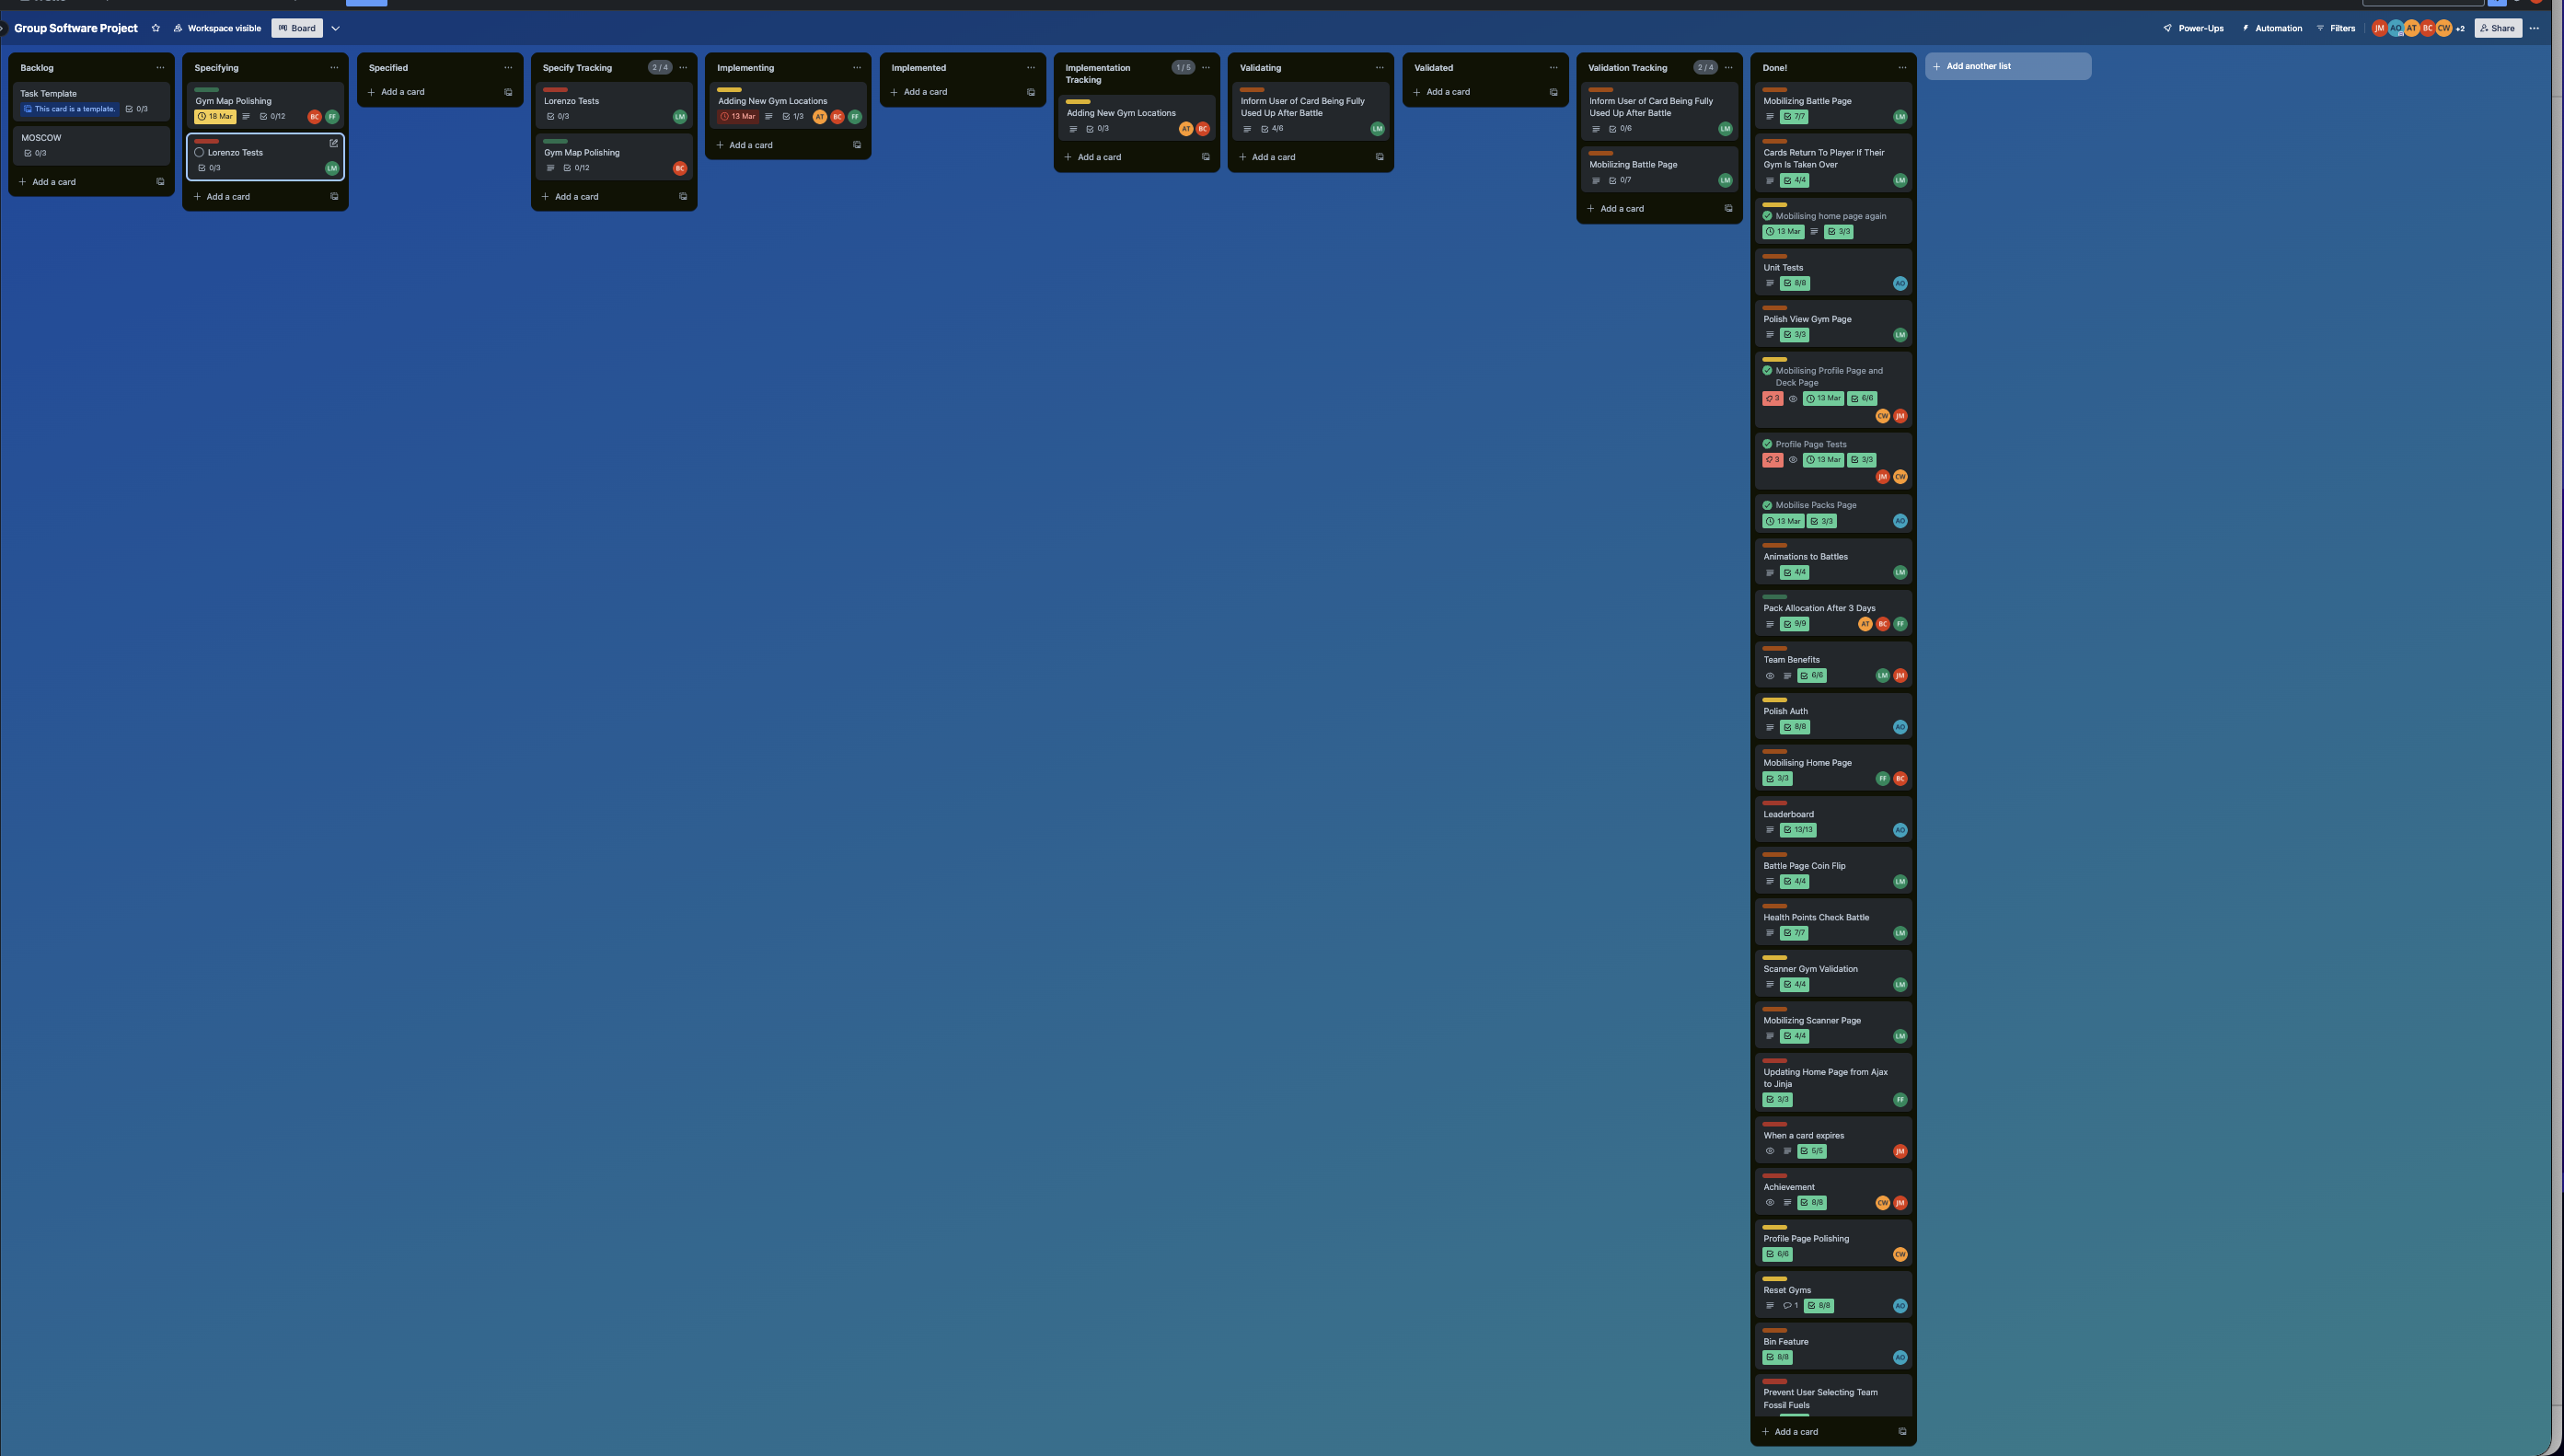 Group Software Project
Workspace visible
Board
Power-Ups
Automation
Filters
JM
AO
AT
BC
CW
+2
Share
Backlog
Task Template
This card is a template.
0/3
MOSCOW
0/3
Add a card
Specifying
Gym Map Polishing
18 Mar
0/12
BC
FF
Lorenzo Tests
0/3
LM
Add a card
Specified
Add a card
Specify Tracking
2 / 4
Lorenzo Tests
0/3
LM
Gym Map Polishing
0/12
BC
Add a card
Implementing
Adding New Gym Locations
13 Mar
1/3
AT
BC
FF
Add a card
Implemented
Add a card
Implementation
Tracking
1 / 5
Adding New Gym Locations
0/3
AT
BC
Add a card
Validating
Inform User of Card Being Fully
Used Up After Battle
4/6
LM
Add a card
Validated
Add a card
Validation Tracking
2 / 4
Inform User of Card Being Fully
Used Up After Battle
0/6
LM
Mobilizing Battle Page
0/7
LM
Add a card
Done!
Mobilizing Battle Page
7/7
LM
Cards Return To Player If Their
Gym Is Taken Over
4/4
LM
Mobilising home page again
13 Mar
3/3
Unit Tests
8/8
AO
Polish View Gym Page
3/3
LM
Mobilising Profile Page and
Deck Page
3
13 Mar
6/6
CW
JM
Profile Page Tests
3
13 Mar
3/3
JM
CW
Mobilise Packs Page
13 Mar
3/3
AO
Animations to Battles
4/4
LM
Pack Allocation After 3 Days
9/9
AT
BC
FF
Team Benefits
6/6
LM
JM
Polish Auth
8/8
AO
Mobilising Home Page
3/3
FF
BC
Leaderboard
13/13
AO
Battle Page Coin Flip
4/4
LM
Health Points Check Battle
7/7
LM
Scanner Gym Validation
4/4
LM
Mobilizing Scanner Page
4/4
LM
Updating Home Page from Ajax
to Jinja
3/3
FF
When a card expires
5/5
JM
Achievement
8/8
CW
JM
Profile Page Polishing
6/6
CW
Reset Gyms
1
8/8
AO
Bin Feature
8/8
AO
Prevent User Selecting Team
Fossil Fuels
Add a card
Add another list